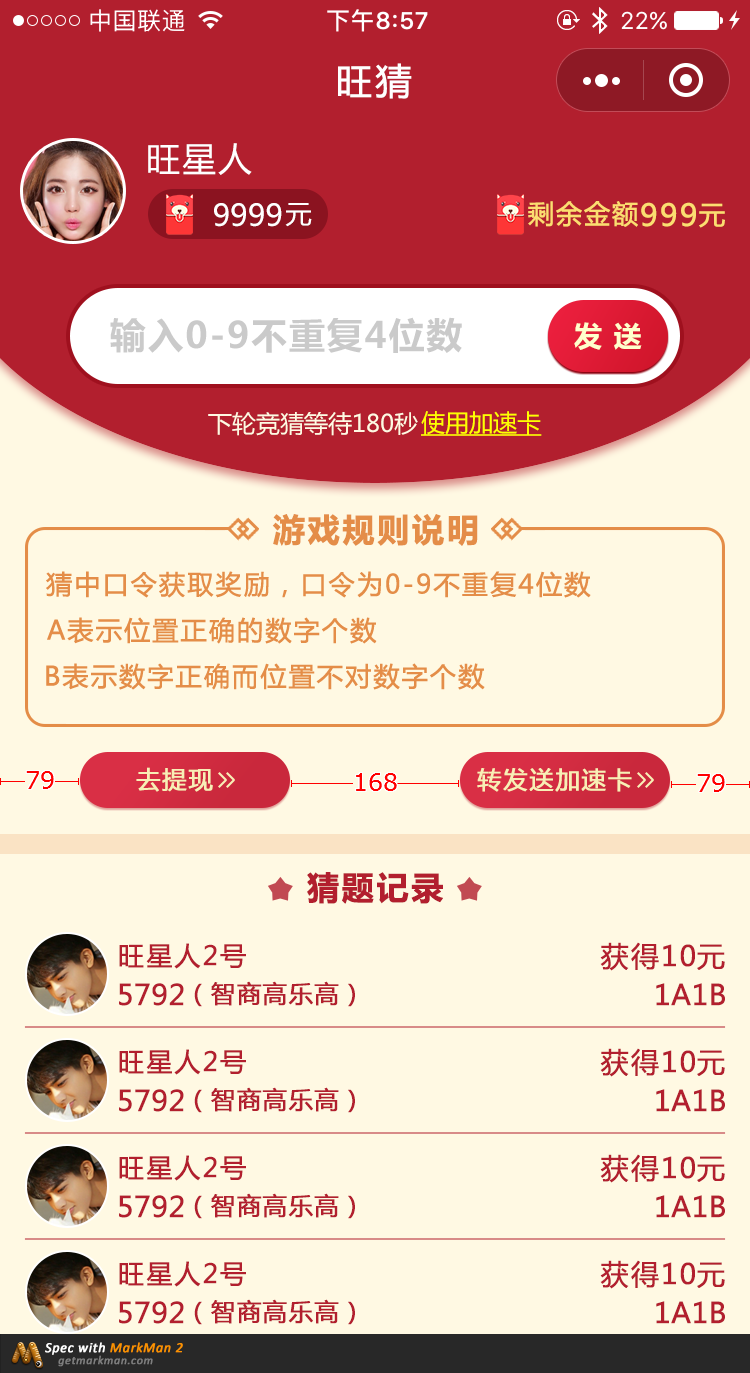 中国联通 下午8:57 22%
旺猜
旺星人
9999元 剩余金额999元
输入0-9不重复4位数 发送
下轮竞猜等待180秒 使用加速卡
游戏规则说明
猜中口令获取奖励，口令为0-9不重复4位数
A表示位置正确的数字个数
B表示数字正确而位置不对数字个数
79 去提现 168 转发送加速卡 79
猜题记录
旺星人2号 获得10元
5792（智商高乐高） 1A1B
旺星人2号 获得10元
5792（智商高乐高） 1A1B
旺星人2号 获得10元
5792（智商高乐高） 1A1B
旺星人2号 获得10元
5792（智商高乐高） 1A1B
Spec with MarkMan 2
getmarkman.com